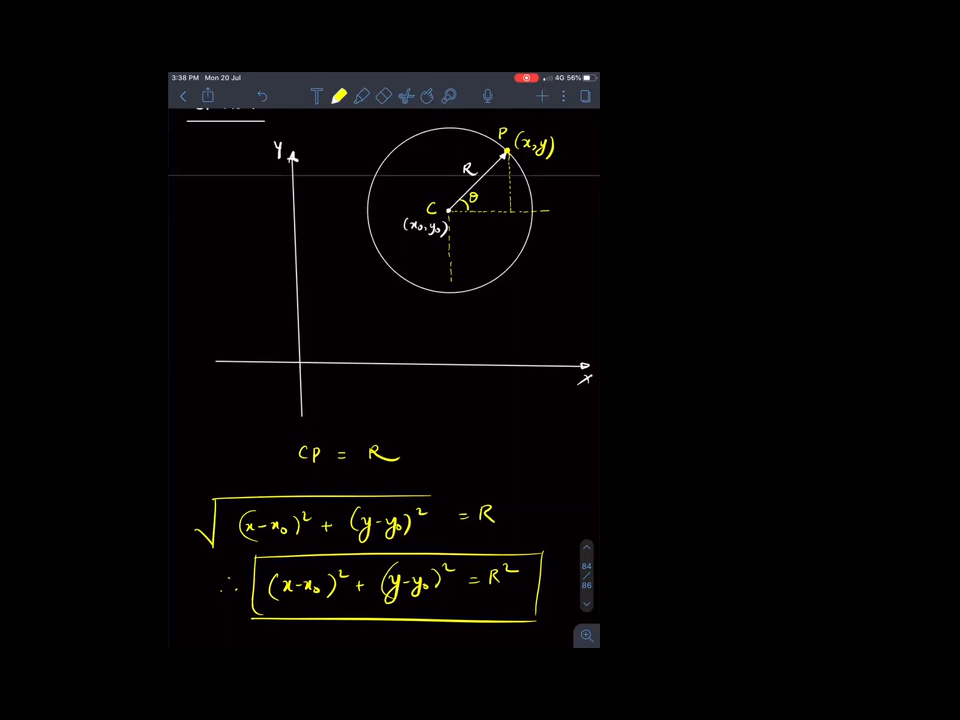 3:38 PM Mon 20 Jul
4G 56%
T
Y
P (x,y)
R
θ
C
(x₀,y₀)
X
CP = R
√(x-x₀)² + (y-y₀)² = R
∴ (x-x₀)² + (y-y₀)² = R²
84
/
86